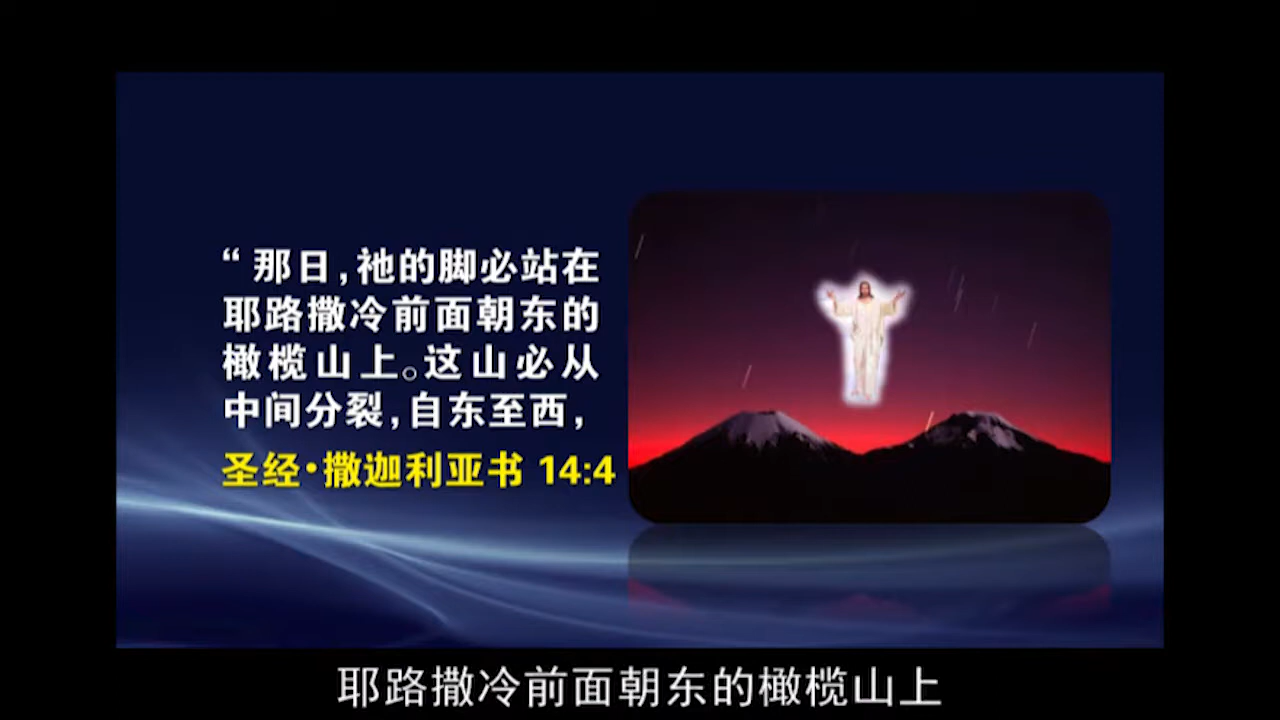 “那日,祂的脚必站在
耶路撒冷前面朝东的
橄榄山上。这山必从
中间分裂,自东至西,
圣经·撒迦利亚书 14:4
耶路撒冷前面朝东的橄榄山上